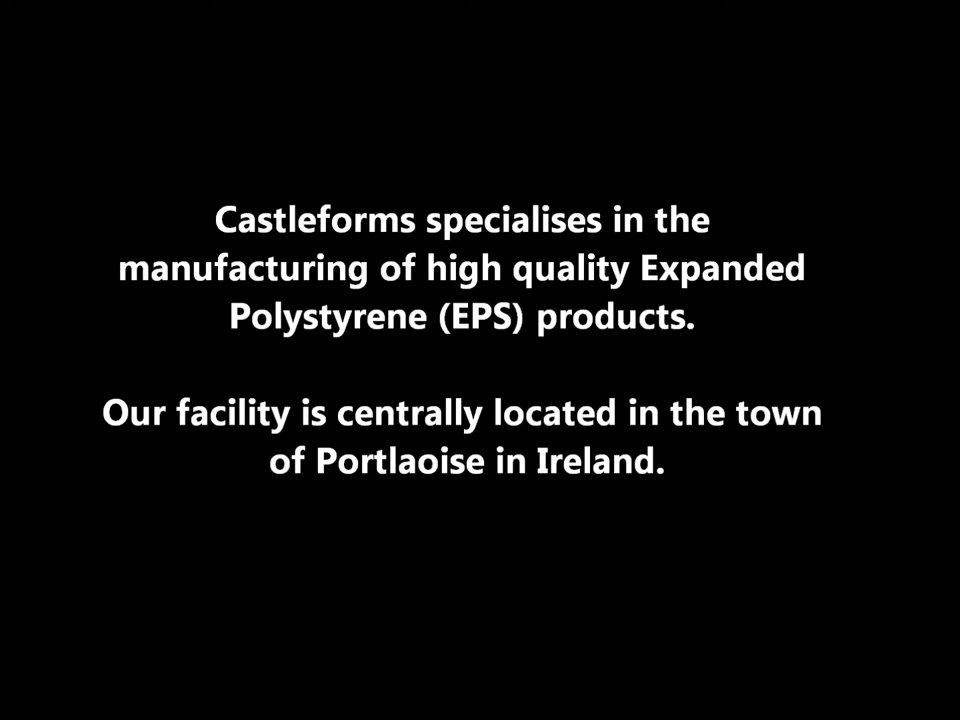 Castleforms specialises in the
manufacturing of high quality Expanded
Polystyrene (EPS) products.
Our facility is centrally located in the town
of Portlaoise in Ireland.